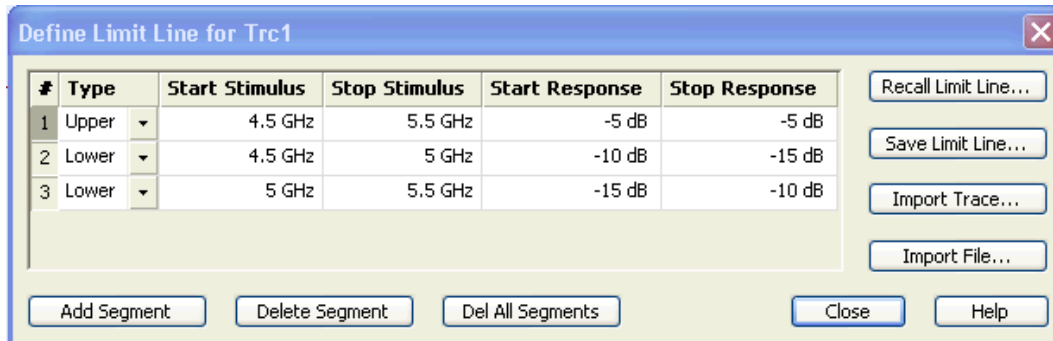 Define Limit Line for Trc1
# Type Start Stimulus Stop Stimulus Start Response Stop Response
1 Upper 4.5 GHz 5.5 GHz -5 dB -5 dB
2 Lower 4.5 GHz 5 GHz -10 dB -15 dB
3 Lower 5 GHz 5.5 GHz -15 dB -10 dB
Recall Limit Line...
Save Limit Line...
Import Trace...
Import File...
Add Segment Delete Segment Del All Segments Close Help